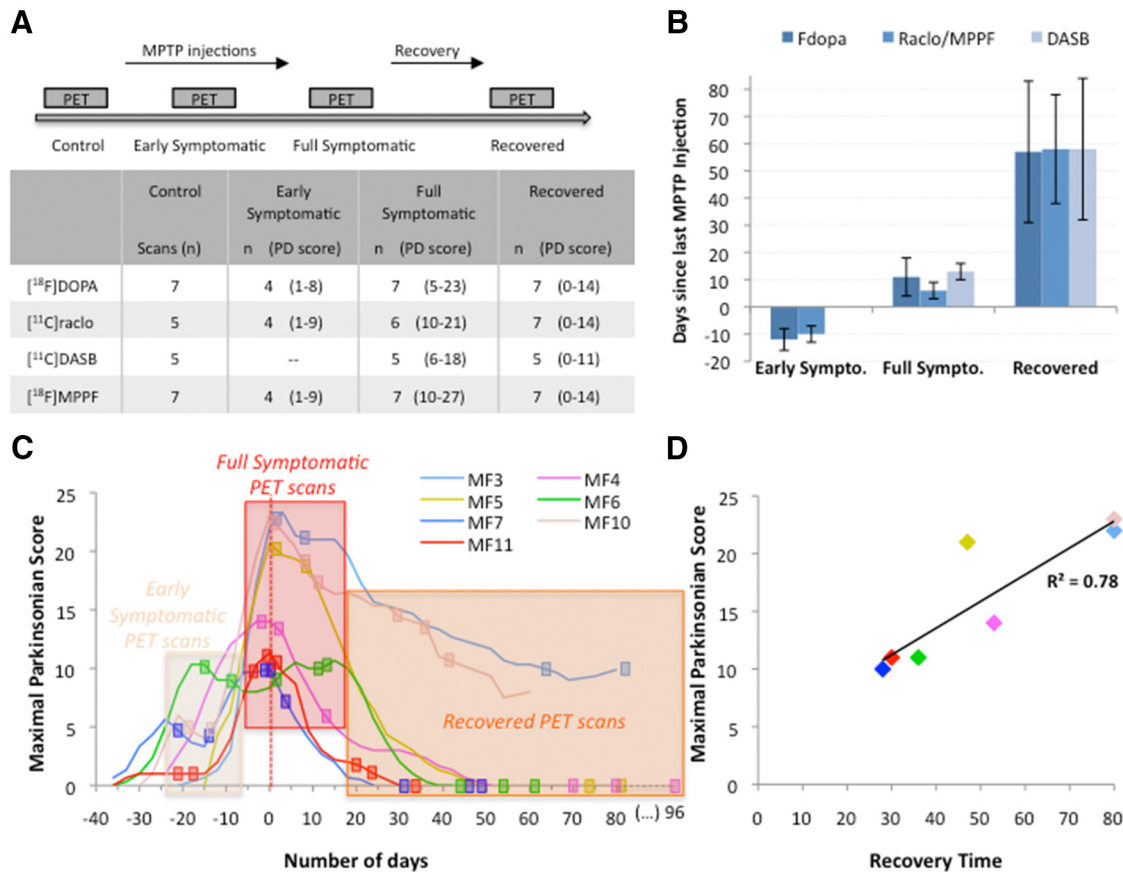 A
MPTP injections
Recovery
PET PET PET PET
Control Early Symptomatic Full Symptomatic Recovered
Control Early Full Recovered
Symptomatic Symptomatic
Scans (n) n (PD score) n (PD score) n (PD score)
[¹⁸F]DOPA 7 4 (1-8) 7 (5-23) 7 (0-14)
[¹¹C]raclo 5 4 (1-9) 6 (10-21) 7 (0-14)
[¹¹C]DASB 5 -- 5 (6-18) 5 (0-11)
[¹⁸F]MPPF 7 4 (1-9) 7 (10-27) 7 (0-14)
B
Fdopa Raclo/MPPF DASB
Days since last MPTP Injection
80
70
60
50
40
30
20
10
0
-10
-20
Early Sympto. Full Sympto. Recovered
C
Full Symptomatic
PET scans
MF3 MF4
MF5 MF6
MF7 MF10
MF11
Early
Symptomatic
PET scans
Recovered PET scans
Maximal Parkinsonian Score
25
20
15
10
5
0
-40 -30 -20 -10 0 10 20 30 40 50 60 70 80 (...) 96
Number of days
D
Maximal Parkinsonian Score
25
20
15
10
5
0
R² = 0.78
0 10 20 30 40 50 60 70 80
Recovery Time